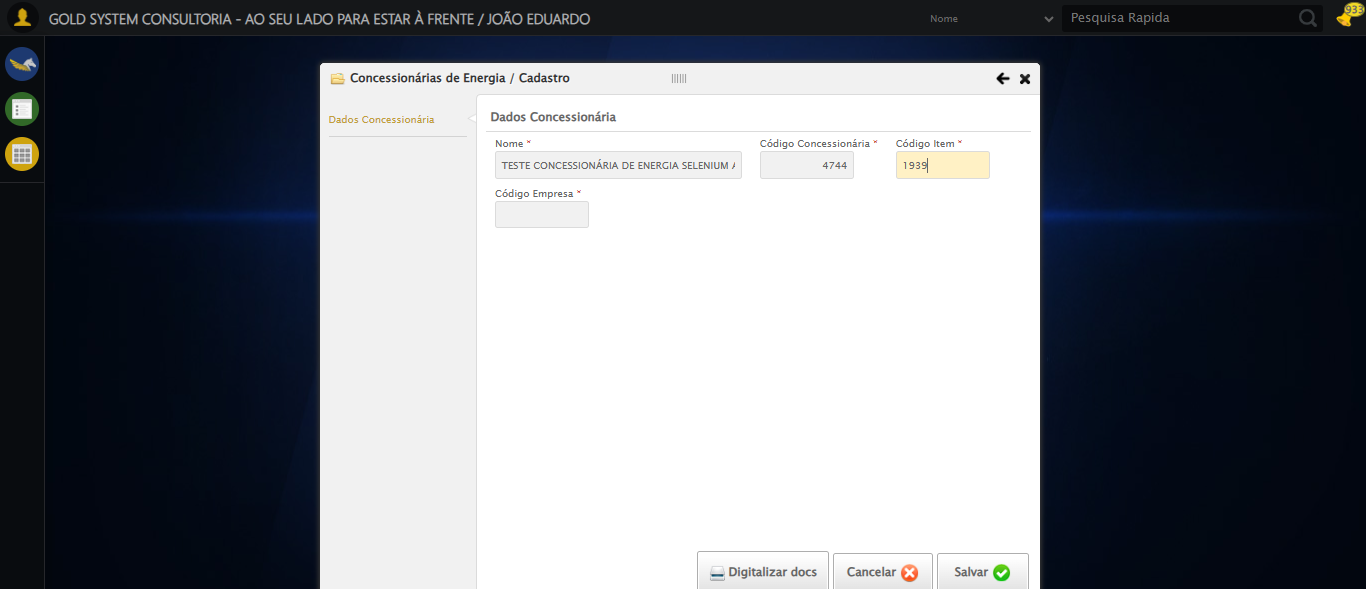 GOLD SYSTEM CONSULTORIA - AO SEU LADO PARA ESTAR À FRENTE / JOÃO EDUARDO
Nome
Pesquisa Rapida
933
Concessionárias de Energia / Cadastro
Dados Concessionária
Dados Concessionária
Nome * Código Concessionária * Código Item *
TESTE CONCESSIONÁRIA DE ENERGIA SELENIUM 4744 1939
Código Empresa *
Digitalizar docs Cancelar Salvar